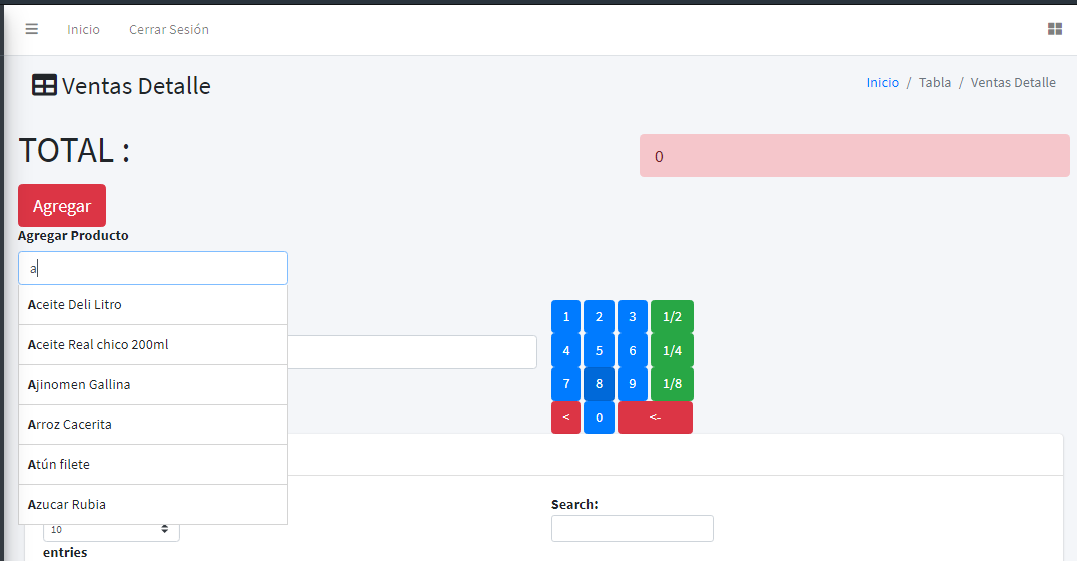 Inicio Cerrar Sesión
Ventas Detalle
Inicio / Tabla / Ventas Detalle
TOTAL :
0
Agregar
Agregar Producto
a
Aceite Deli Litro
Aceite Real chico 200ml
Ajinomen Gallina
Arroz Cacerita
Atún filete
Azucar Rubia
1 2 3 1/2
4 5 6 1/4
7 8 9 1/8
< 0 <-
Search:
10
entries